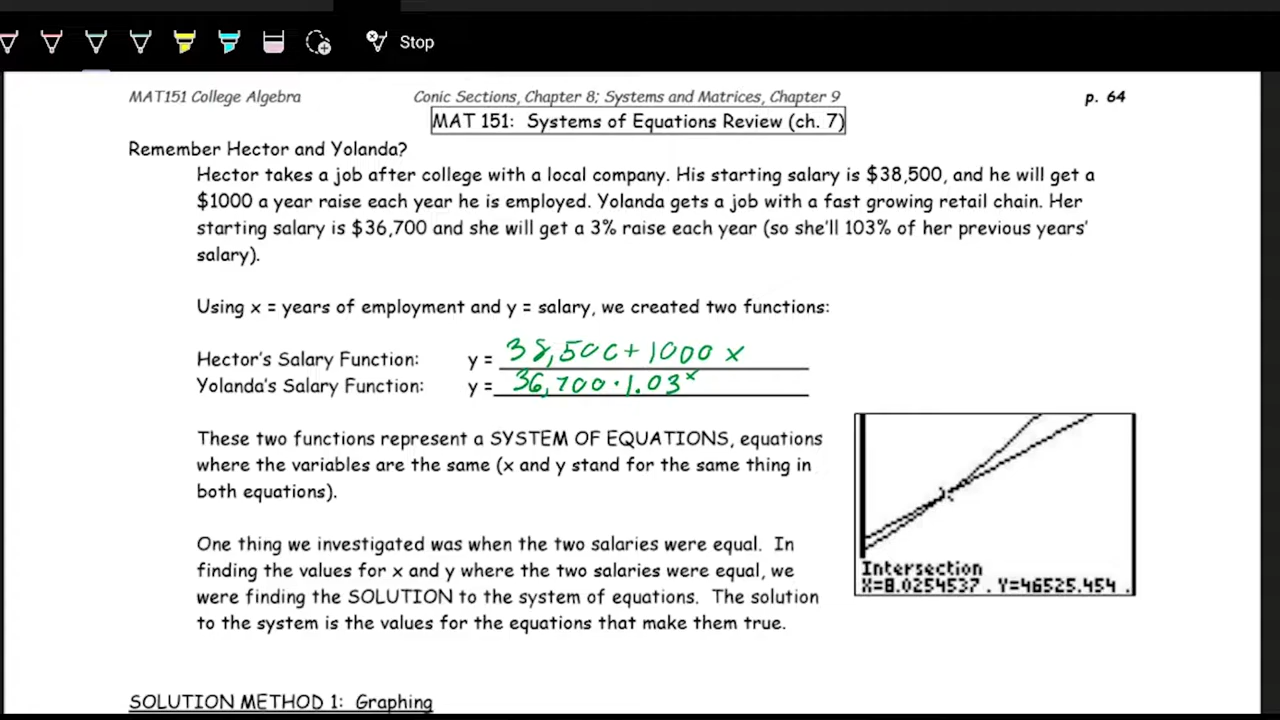 Stop
MAT151 College Algebra Conic Sections, Chapter 8; Systems and Matrices, Chapter 9 p. 64
MAT 151: Systems of Equations Review (ch. 7)
Remember Hector and Yolanda?
Hector takes a job after college with a local company. His starting salary is $38,500, and he will get a
$1000 a year raise each year he is employed. Yolanda gets a job with a fast growing retail chain. Her
starting salary is $36,700 and she will get a 3% raise each year (so she'll 103% of her previous years'
salary).
Using x = years of employment and y = salary, we created two functions:
Hector's Salary Function: y = 38,500 + 1000 x
Yolanda's Salary Function: y = 36,700 · 1.03ˣ
These two functions represent a SYSTEM OF EQUATIONS, equations
where the variables are the same (x and y stand for the same thing in
both equations).
One thing we investigated was when the two salaries were equal. In
finding the values for x and y where the two salaries were equal, we
were finding the SOLUTION to the system of equations. The solution
to the system is the values for the equations that make them true.
Intersection
X=8.0254537 . Y=46525.454 .
SOLUTION METHOD 1: Graphing